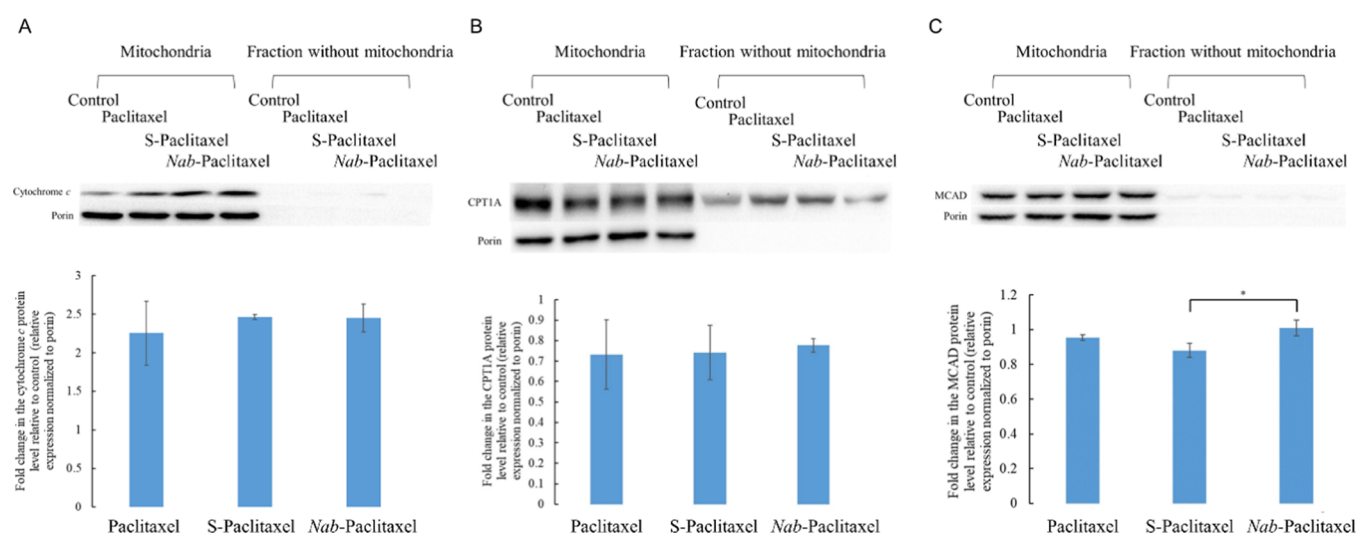 A
Mitochondria
Fraction without mitochondria
Control
Paclitaxel
S-Paclitaxel
Nab-Paclitaxel
Control
Paclitaxel
S-Paclitaxel
Nab-Paclitaxel
Cytochrome c
Porin
Fold change in the cytochrome c protein
level relative to control (relative
expression normalized to porin)
3
2.5
2
1.5
1
0.5
0
Paclitaxel
S-Paclitaxel
Nab-Paclitaxel
B
Mitochondria
Fraction without mitochondria
Control
Paclitaxel
S-Paclitaxel
Nab-Paclitaxel
Control
Paclitaxel
S-Paclitaxel
Nab-Paclitaxel
CPT1A
Porin
Fold change in the CPT1A protein
level relative to control (relative
expression normalized to porin)
1
0.9
0.8
0.7
0.6
0.5
0.4
0.3
0.2
0.1
0
Paclitaxel
S-Paclitaxel
Nab-Paclitaxel
C
Mitochondria
Fraction without mitochondria
Control
Paclitaxel
S-Paclitaxel
Nab-Paclitaxel
Control
Paclitaxel
S-Paclitaxel
Nab-Paclitaxel
MCAD
Porin
Fold change in the MCAD protein
level relative to control (relative
expression normalized to porin)
1.2
1
0.8
0.6
0.4
0.2
0
*
Paclitaxel
S-Paclitaxel
Nab-Paclitaxel